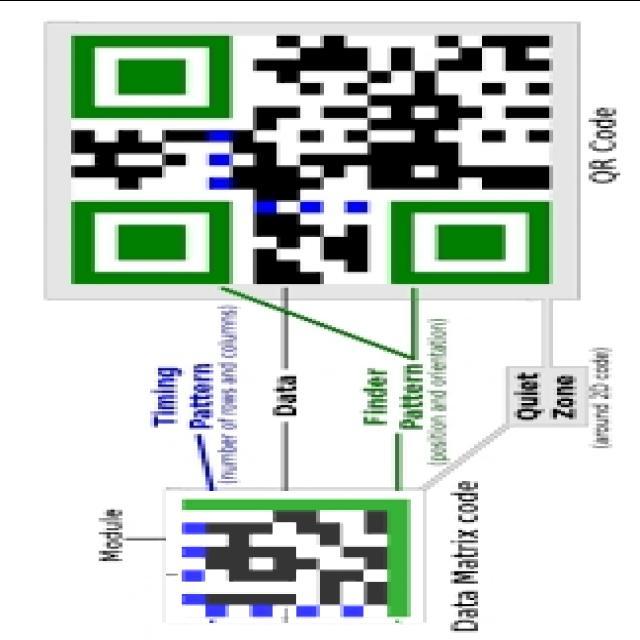 Module
Data Matrix code
Timing
Pattern
(number of rows and columns)
Data
Finder
Pattern
(position and orientation)
Quiet
Zone
(around 2D code)
QR Code